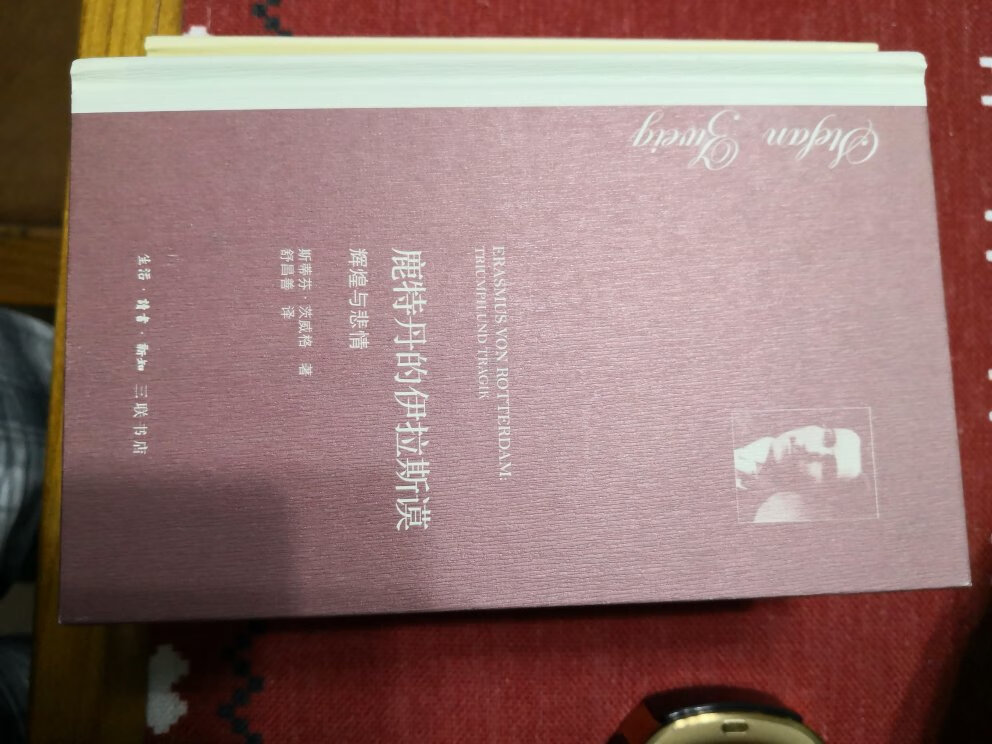 Stefan Zweig
ERASMUS VON ROTTERDAM:
TRIUMPH UND TRAGIK
鹿特丹的伊拉斯谟
辉煌与悲情
斯蒂芬·茨威格 著
舒昌善 译
生活·讀書·新知 三联书店